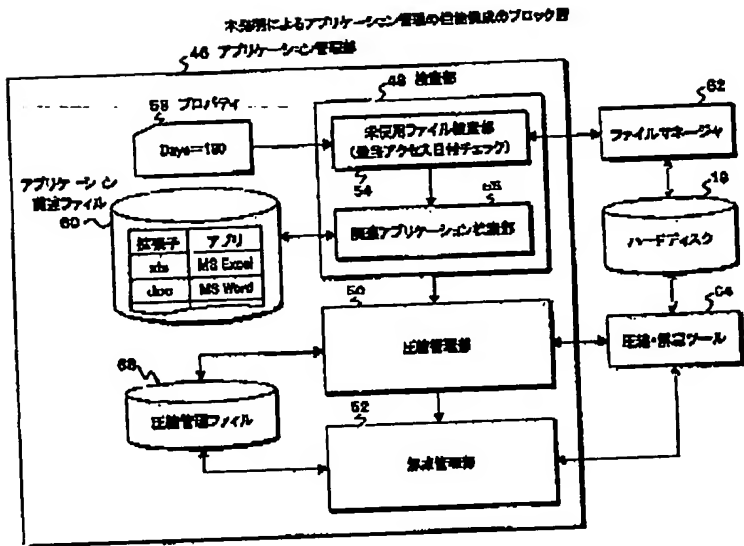 本発明によるアプリケーション管理の機能構成のブロック図
46 アプリケーション管理部
58 プロパティ
Days=180
48 検査部
未使用ファイル検査部
(最終アクセス日付チェック)
54
関連アプリケーション検査部
62
ファイルマネージャ
アプリケーション
関連ファイル
60
拡張子 アプリ
xls MS Excel
doc MS Word
18
ハードディスク
50
圧縮管理部
64
圧縮・解凍ツール
68
圧縮管理ファイル
52
解凍管理部